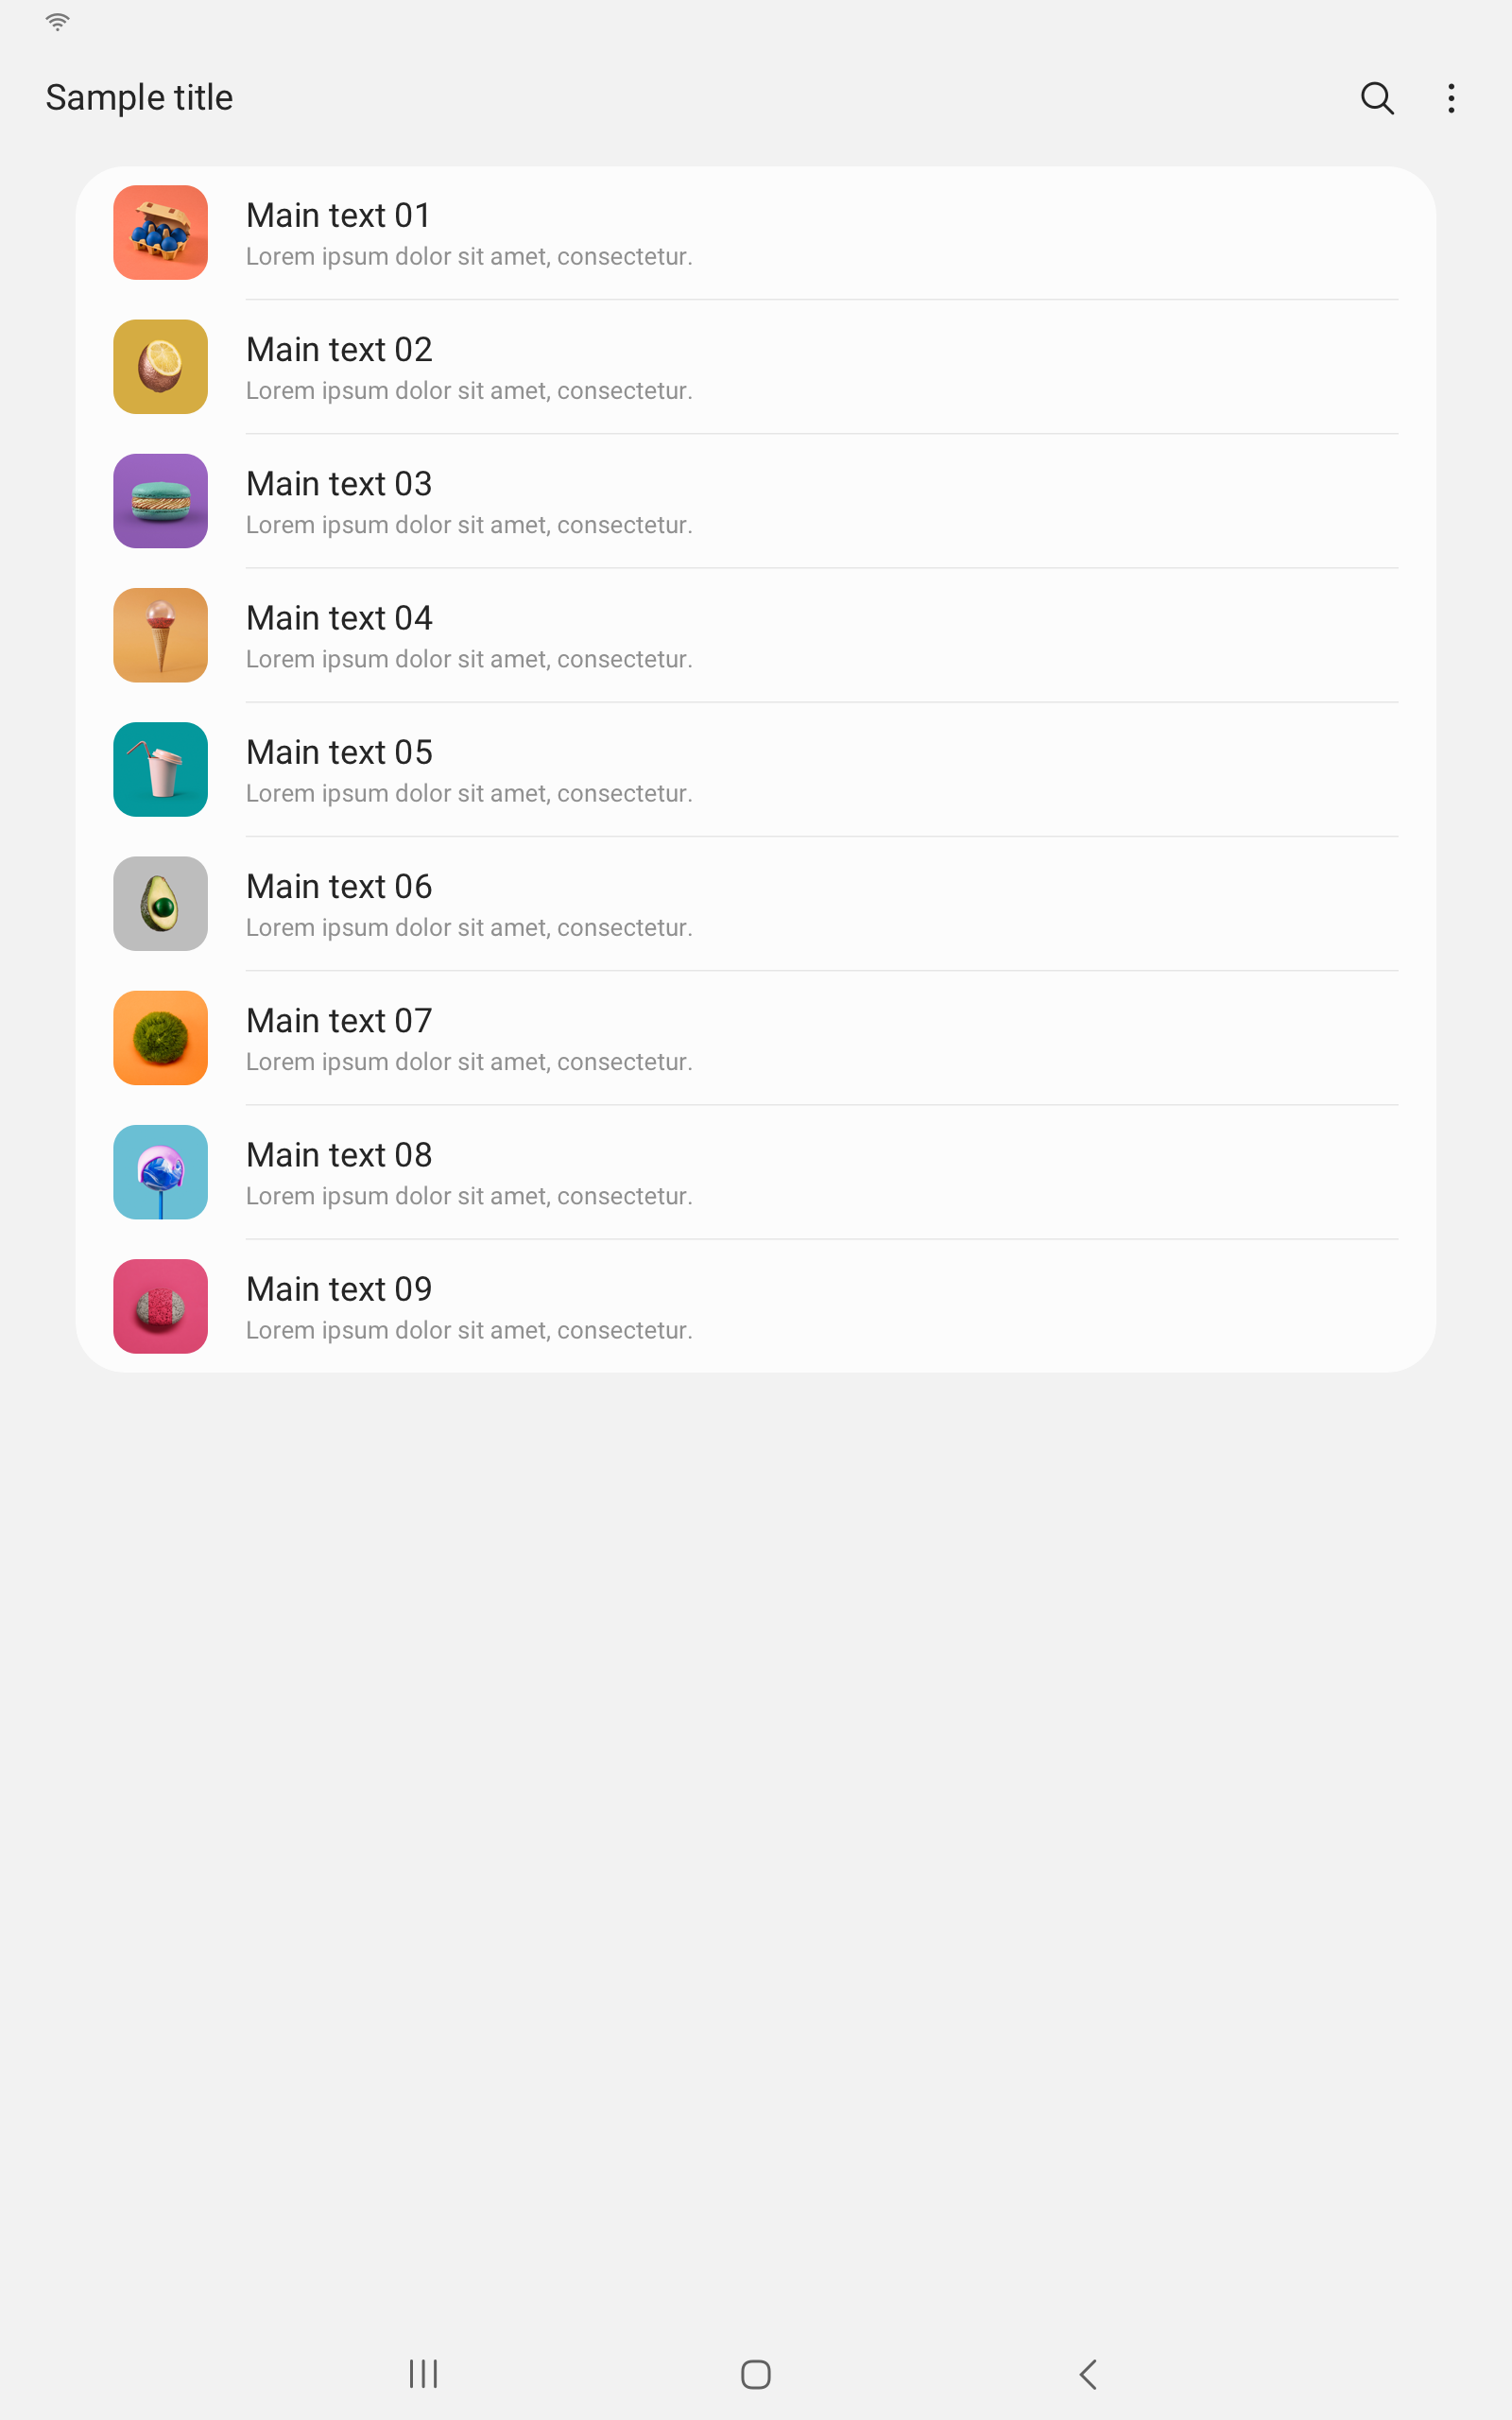 Sample title
Main text 01
Lorem ipsum dolor sit amet, consectetur.
Main text 02
Lorem ipsum dolor sit amet, consectetur.
Main text 03
Lorem ipsum dolor sit amet, consectetur.
Main text 04
Lorem ipsum dolor sit amet, consectetur.
Main text 05
Lorem ipsum dolor sit amet, consectetur.
Main text 06
Lorem ipsum dolor sit amet, consectetur.
Main text 07
Lorem ipsum dolor sit amet, consectetur.
Main text 08
Lorem ipsum dolor sit amet, consectetur.
Main text 09
Lorem ipsum dolor sit amet, consectetur.